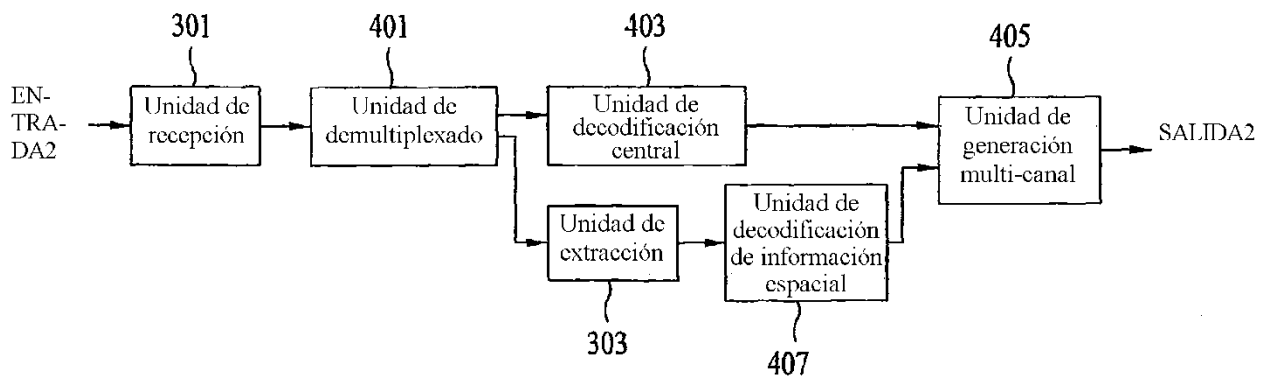 301
401
403
405
EN-
TRA-
DA2
Unidad de
recepción
Unidad de
demultiplexado
Unidad de
decodificación
central
Unidad de
generación
multi-canal
SALIDA2
Unidad de
extracción
Unidad de
decodificación
de información
espacial
303
407